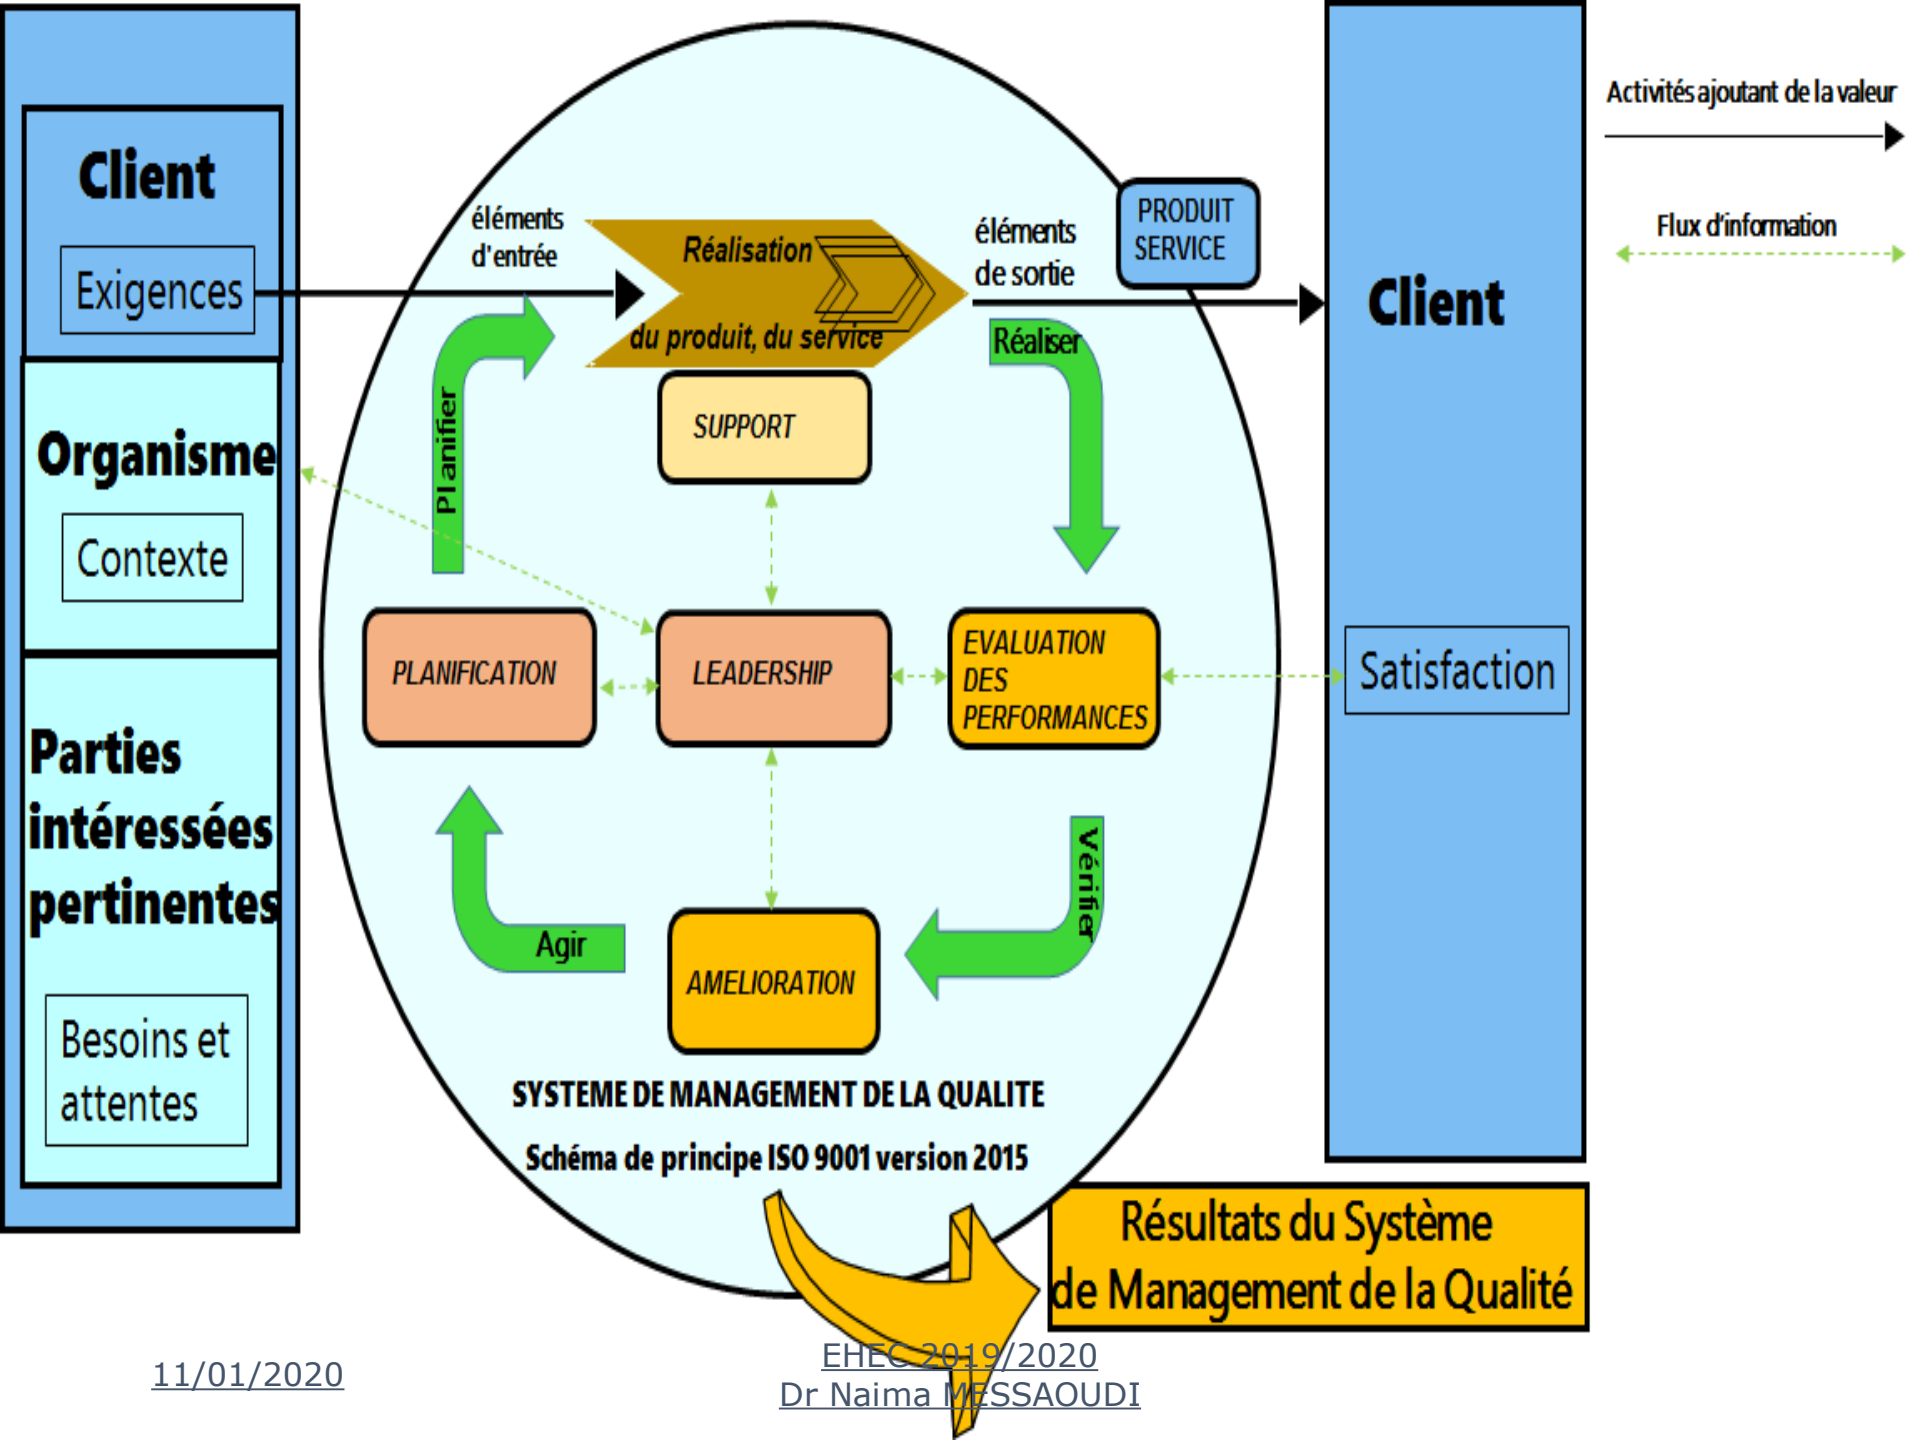 Client
Exigences
Organisme
Contexte
Parties
intéressées
pertinentes
Besoins et
attentes
éléments
d'entrée
Réalisation
du produit, du service
éléments
de sortie
PRODUIT
SERVICE
Planifier
Réaliser
SUPPORT
PLANIFICATION
LEADERSHIP
EVALUATION
DES
PERFORMANCES
Vérifier
Agir
AMELIORATION
SYSTEME DE MANAGEMENT DE LA QUALITE
Schéma de principe ISO 9001 version 2015
Client
Satisfaction
Activités ajoutant de la valeur
Flux d'information
Résultats du Système
de Management de la Qualité
11/01/2020
EHEC 2019/2020
Dr Naima MESSAOUDI